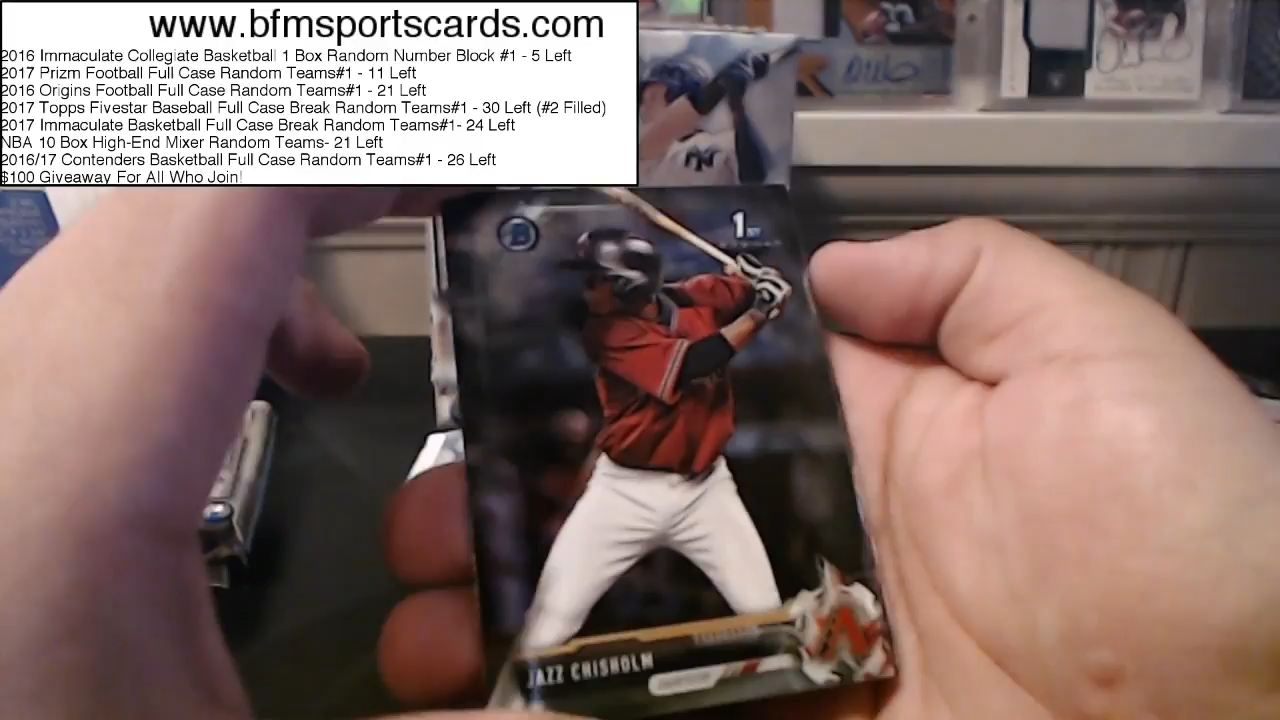 www.bfmsportscards.com
2016 Immaculate Collegiate Basketball 1 Box Random Number Block #1 - 5 Left
2017 Prizm Football Full Case Random Teams#1 - 11 Left
2016 Origins Football Full Case Random Teams#1 - 21 Left
2017 Topps Fivestar Baseball Full Case Break Random Teams#1 - 30 Left (#2 Filled)
2017 Immaculate Basketball Full Case Break Random Teams#1- 24 Left
NBA 10 Box High-End Mixer Random Teams- 21 Left
2016/17 Contenders Basketball Full Case Random Teams#1 - 26 Left
$100 Giveaway For All Who Join!
B
1ST
JAZZ CHISHOLM
A